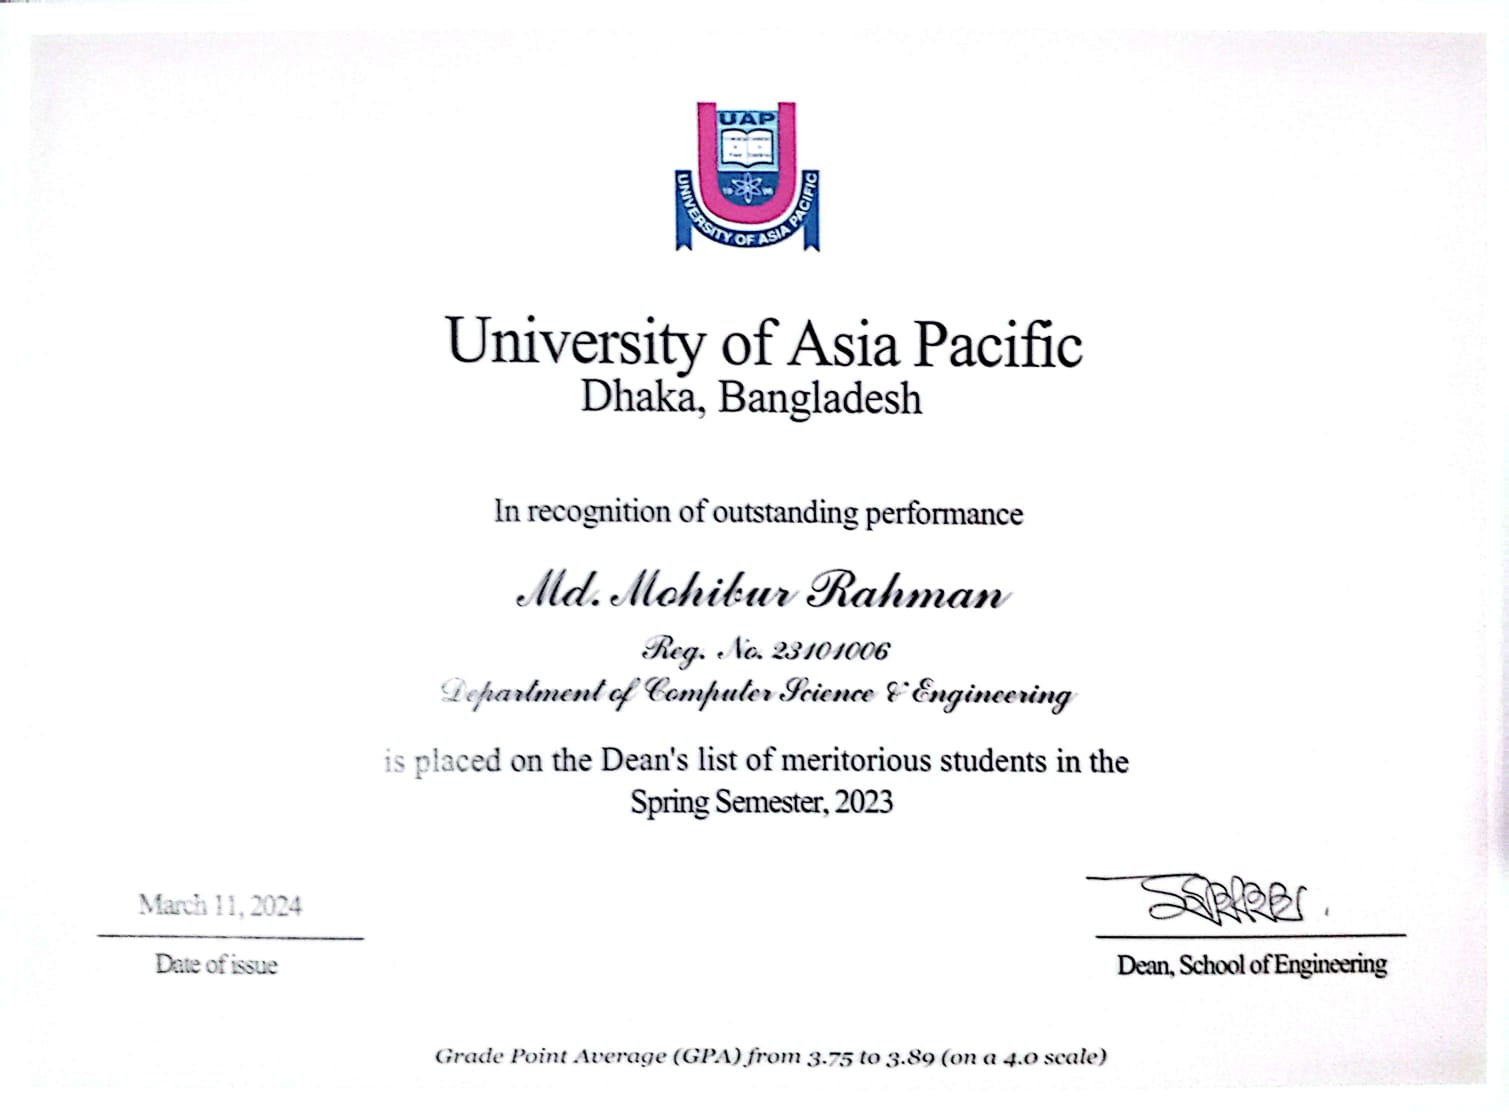 UAP
UNIVERSITY OF ASIA PACIFIC
University of Asia Pacific
Dhaka, Bangladesh
In recognition of outstanding performance
Md. Mohibur Rahman
Reg. No. 23101006
Department of Computer Science & Engineering
is placed on the Dean's list of meritorious students in the
Spring Semester, 2023
March 11, 2024
Date of issue
Dean, School of Engineering
Grade Point Average (GPA) from 3.75 to 3.89 (on a 4.0 scale)